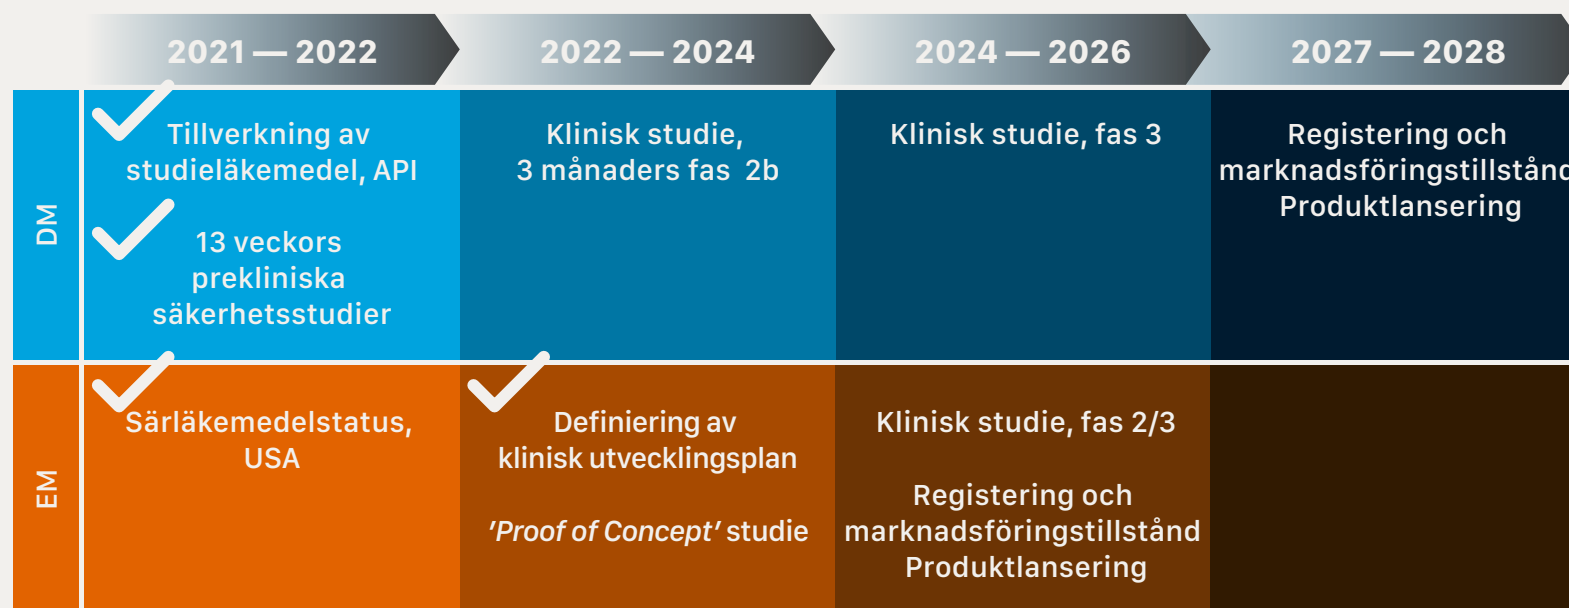 2021 — 2022
2022 — 2024
2024 — 2026
2027 — 2028
DM
Tillverkning av
studieläkemedel, API
13 veckors
prekliniska
säkerhetsstudier
Klinisk studie,
3 månaders fas 2b
Klinisk studie, fas 3
Registering och
marknadsföringstillstånd
Produktlansering
EM
Särläkemedelstatus,
USA
Definiering av
klinisk utvecklingsplan
'Proof of Concept' studie
Klinisk studie, fas 2/3
Registering och
marknadsföringstillstånd
Produktlansering